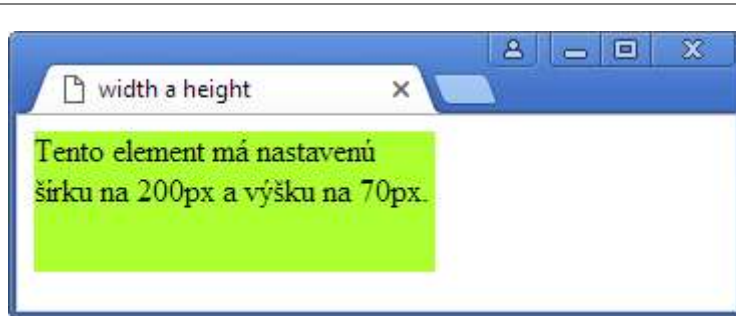 width a height
Tento element má nastavenú
šírku na 200px a výšku na 70px.